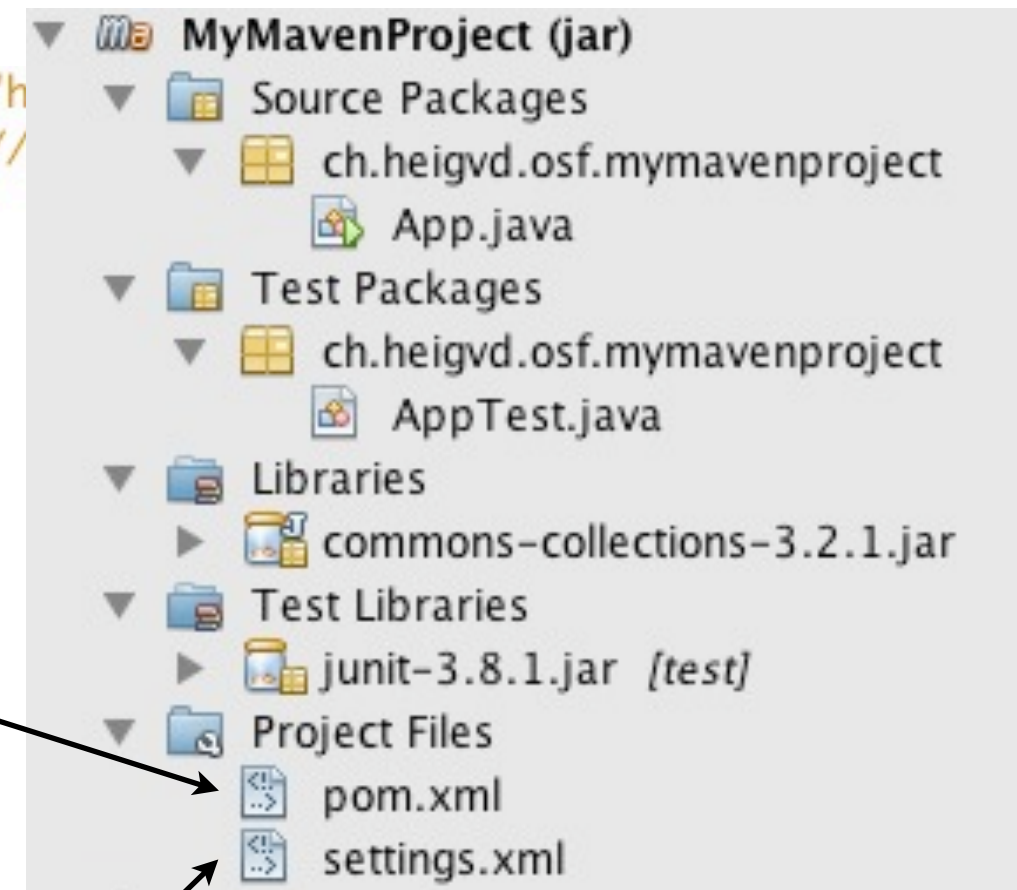 MyMavenProject (jar)
Source Packages
ch.heigvd.osf.mymavenproject
App.java
Test Packages
ch.heigvd.osf.mymavenproject
AppTest.java
Libraries
commons-collections-3.2.1.jar
Test Libraries
junit-3.8.1.jar [test]
Project Files
pom.xml
settings.xml